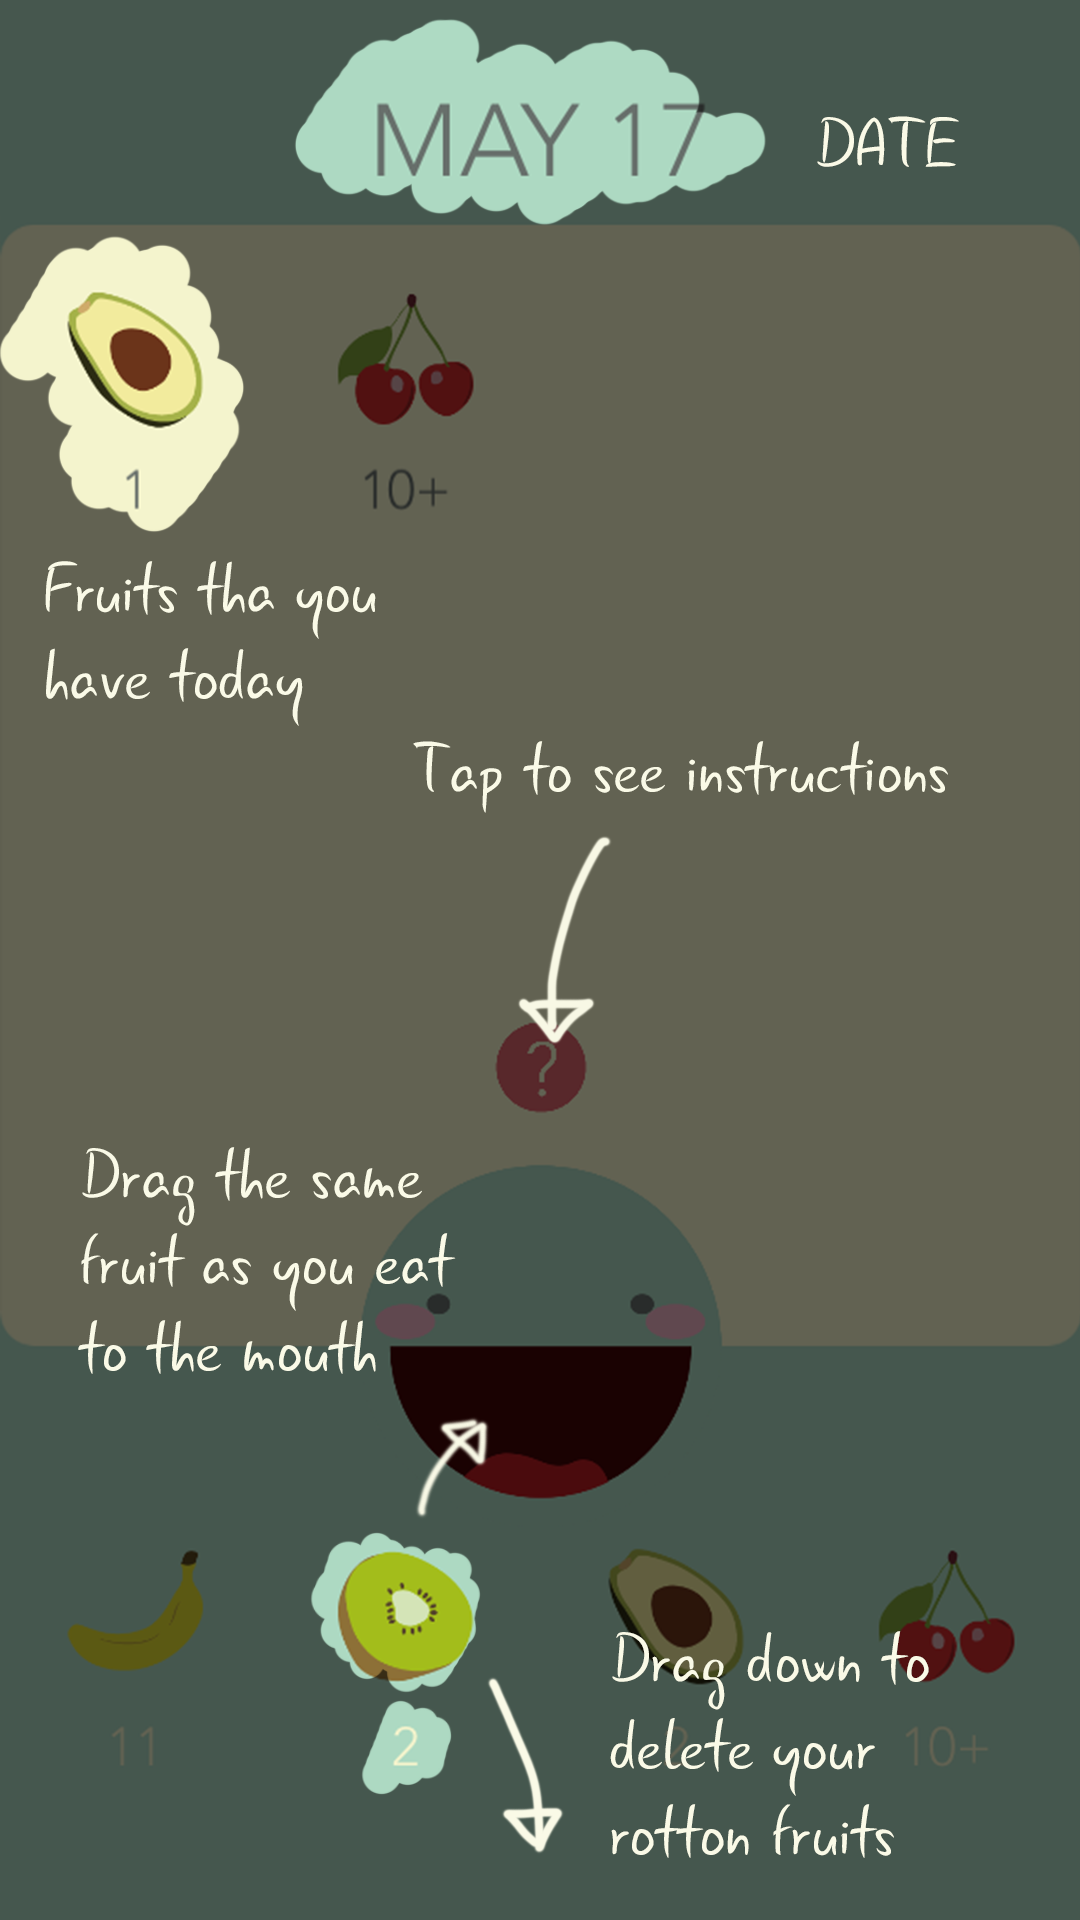 MAY 17
DATE
1
10+
Fruits tha you
have today
Tap to see instructions
?
Drag the same
fruit as you eat
to the mouth
Drag down to
delete your
rotton fruits
11
2
2
10+